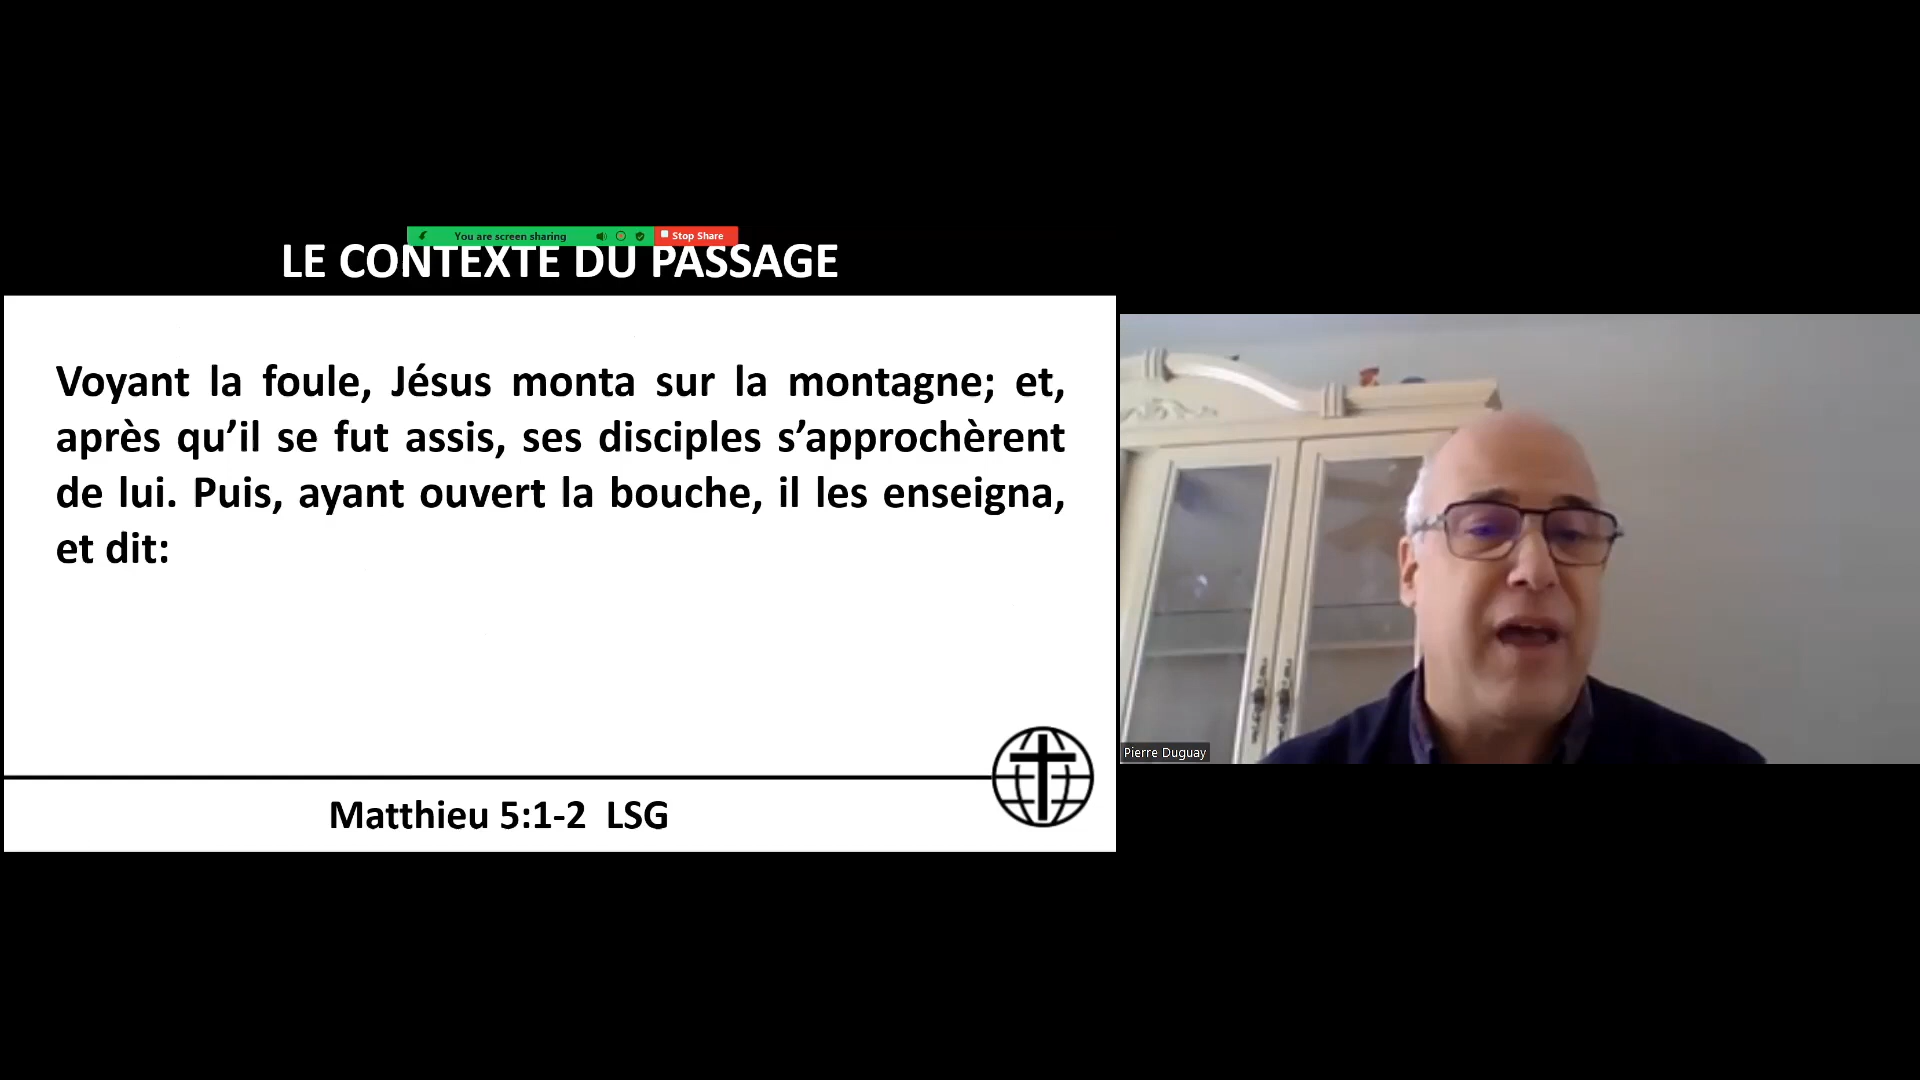 You are screen sharing
Stop Share
LE CONTEXTE DU PASSAGE
Voyant la foule, Jésus monta sur la montagne; et,
après qu’il se fut assis, ses disciples s’approchèrent
de lui. Puis, ayant ouvert la bouche, il les enseigna,
et dit:
Matthieu 5:1-2 LSG
Pierre Duguay